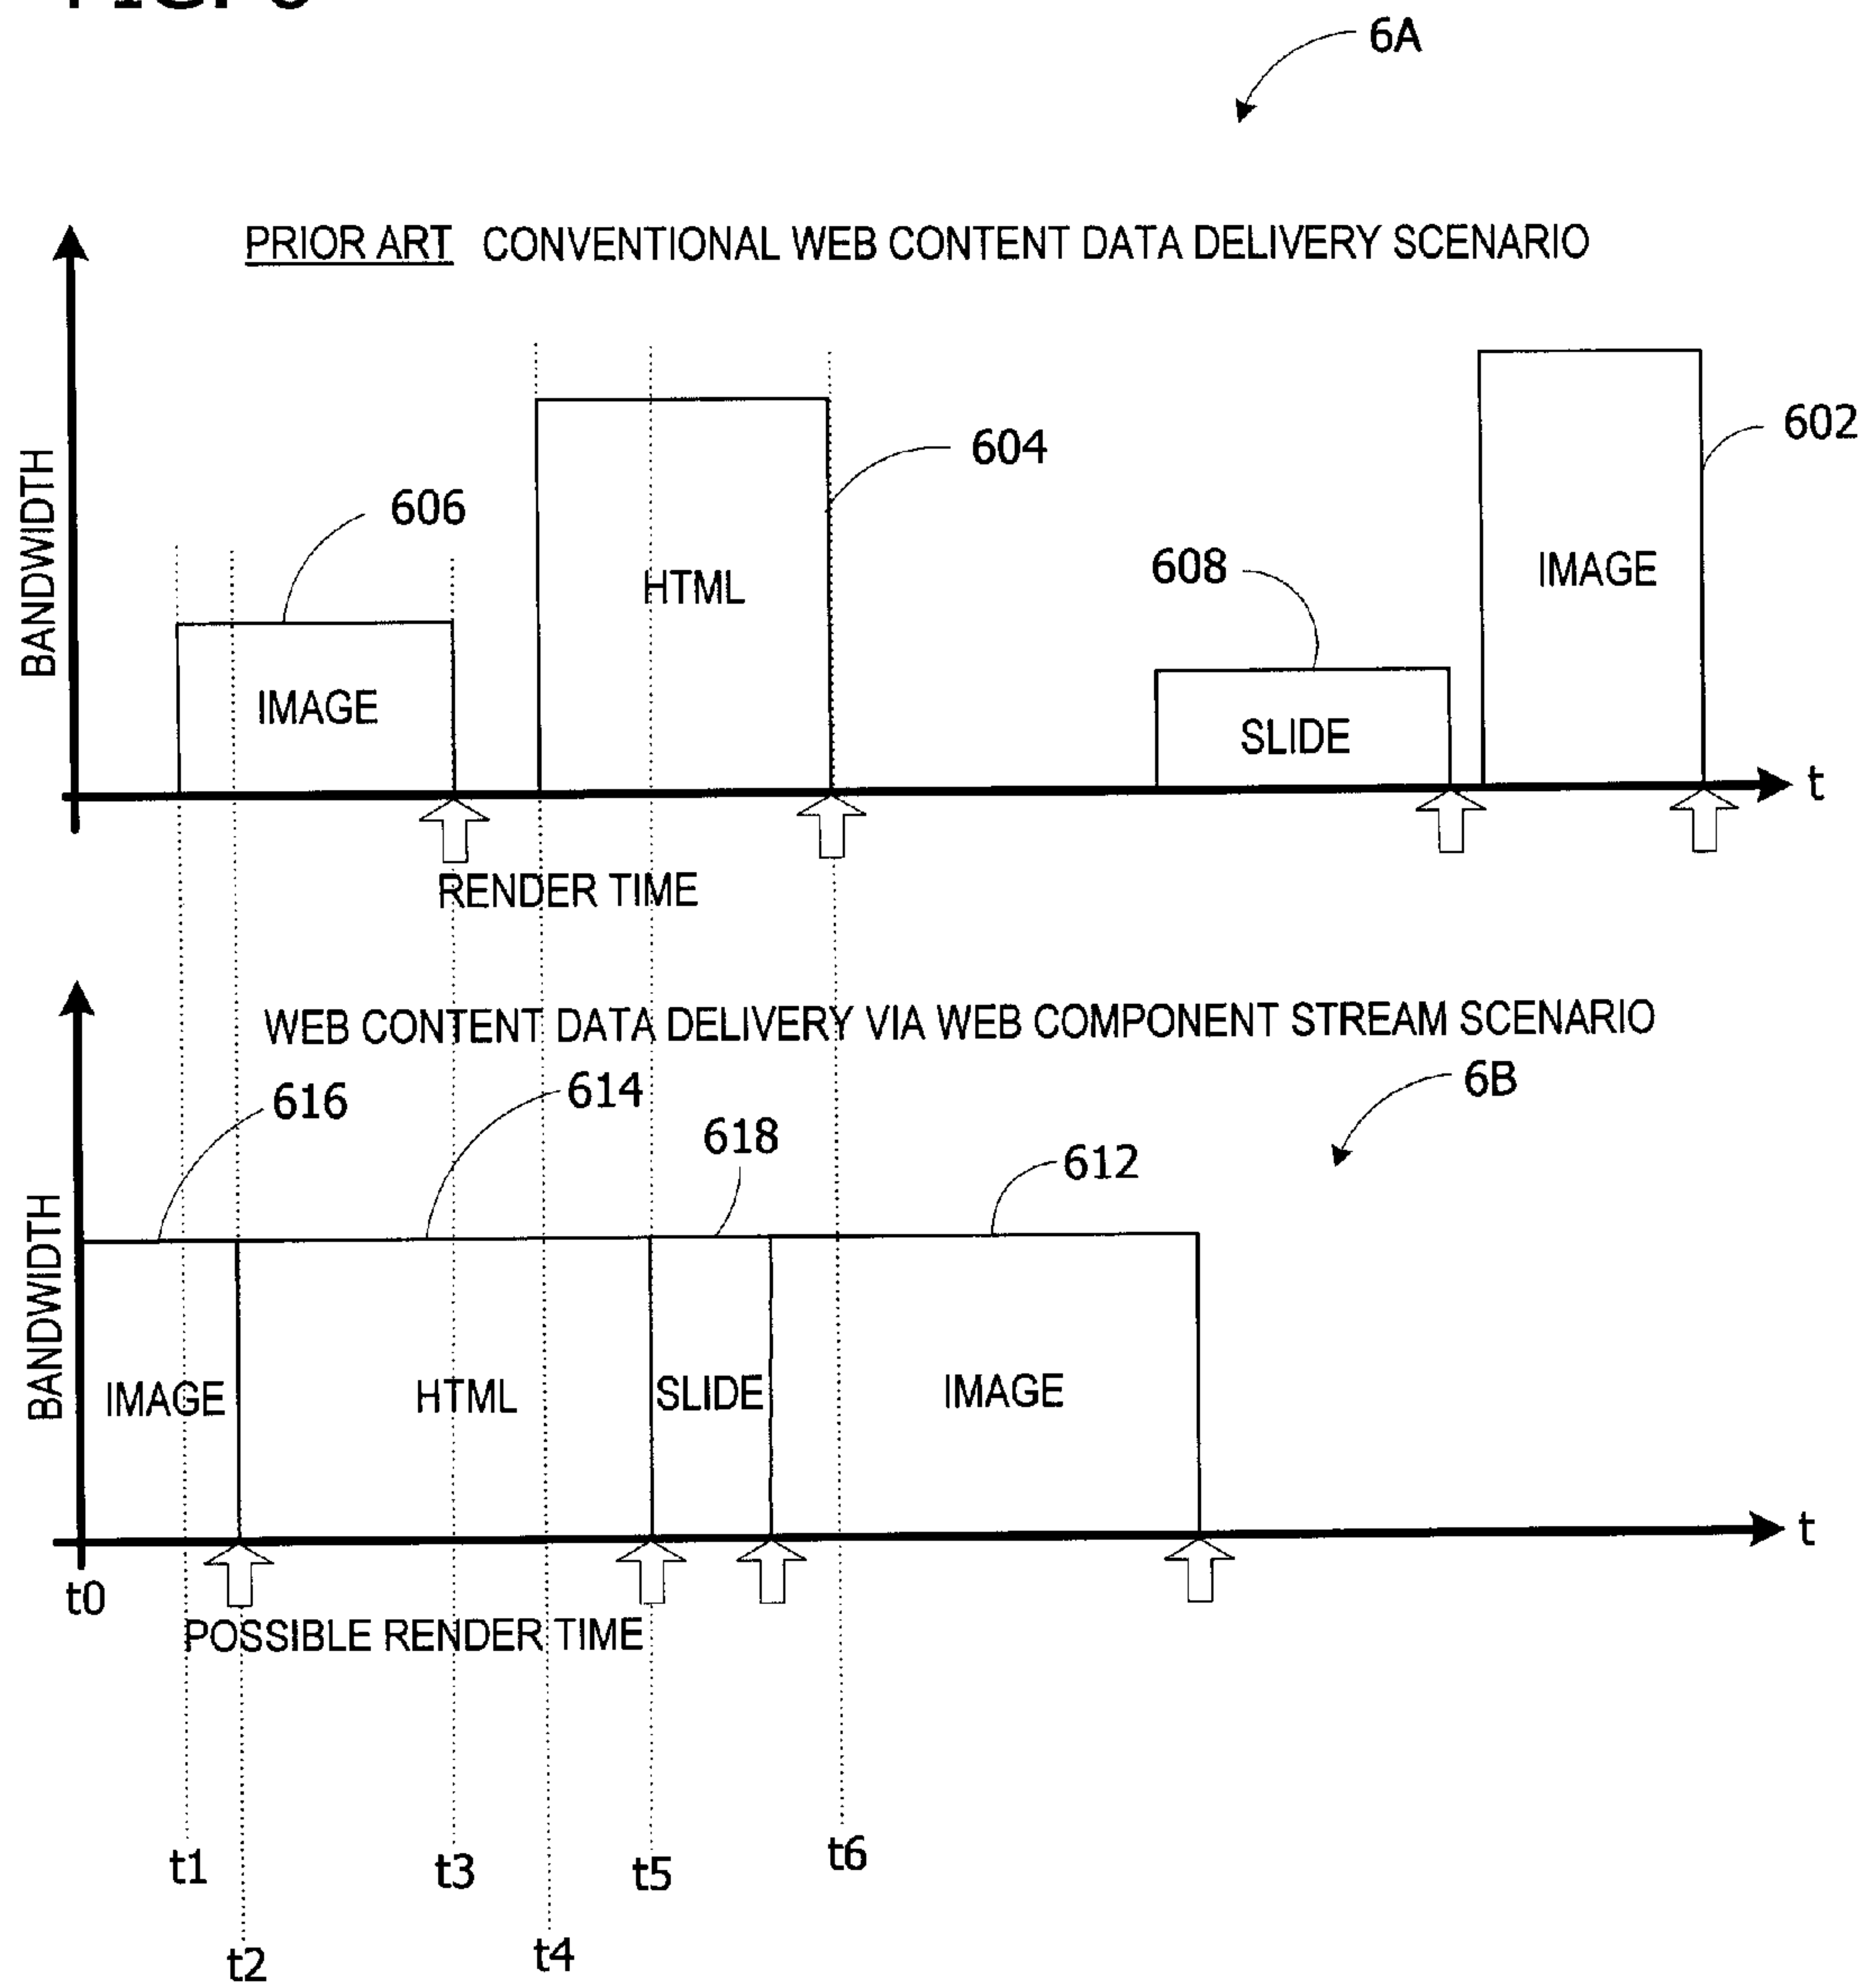 6A
PRIOR ART CONVENTIONAL WEB CONTENT DATA DELIVERY SCENARIO
BANDWIDTH
606
604
602
608
IMAGE
HTML
SLIDE
IMAGE
t
RENDER TIME
WEB CONTENT DATA DELIVERY VIA WEB COMPONENT STREAM SCENARIO
6B
616
614
618
612
BANDWIDTH
IMAGE
HTML
SLIDE
IMAGE
t
t0
POSSIBLE RENDER TIME
t1
t2
t3
t4
t5
t6